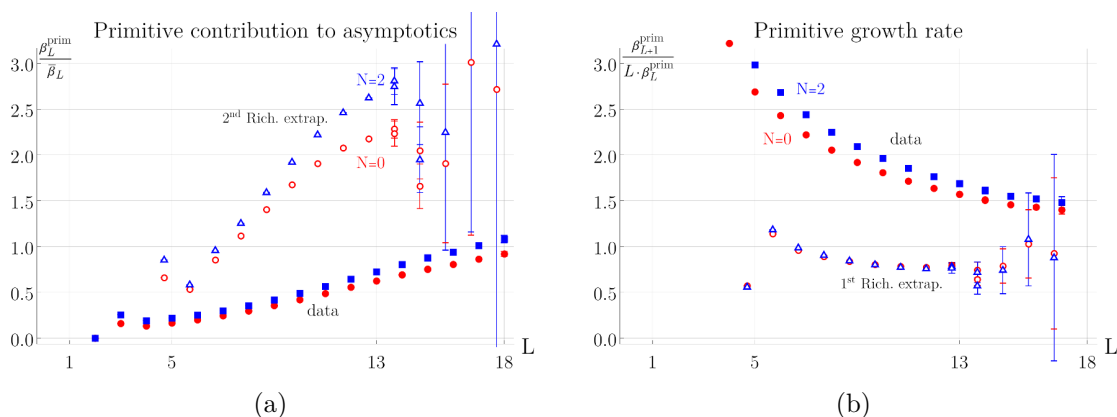 Primitive contribution to asymptotics
β_L^prim / β̄_L
3.0
2.5
2.0
1.5
1.0
0.5
0.0
1
5
13
18
L
N=2
2nd Rich. extrap.
N=0
data
(a)
Primitive growth rate
β_{L+1}^prim / L·β_L^prim
3.0
2.5
2.0
1.5
1.0
0.5
0.0
1
5
13
18
L
N=2
N=0
data
1st Rich. extrap.
(b)